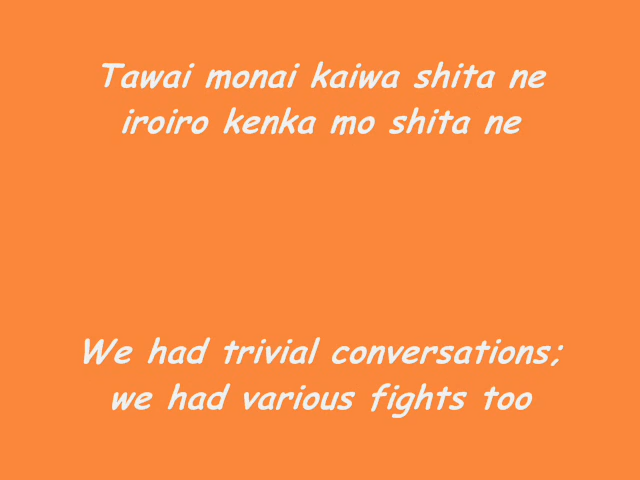 Tawai monai kaiwa shita ne
iroiro kenka mo shita ne
We had trivial conversations;
we had various fights too